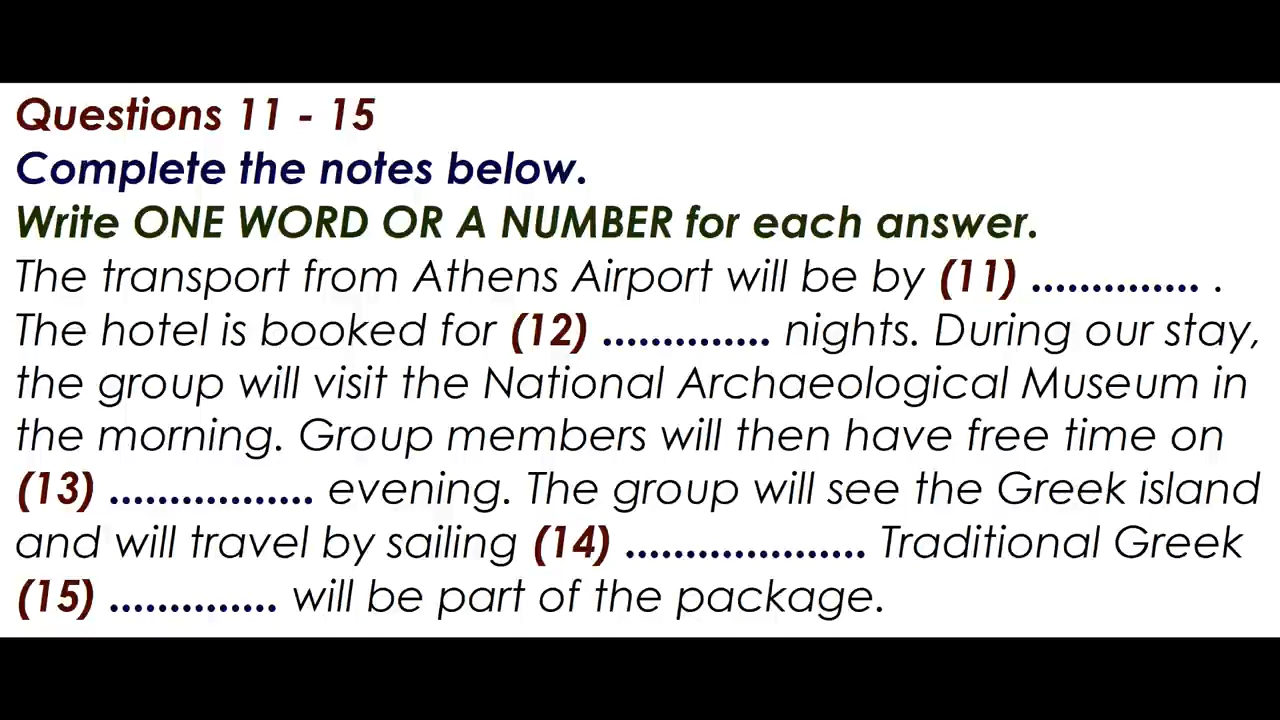 Questions 11 - 15
Complete the notes below.
Write ONE WORD OR A NUMBER for each answer.
The transport from Athens Airport will be by (11) .............. .
The hotel is booked for (12) .............. nights. During our stay,
the group will visit the National Archaeological Museum in
the morning. Group members will then have free time on
(13) ................. evening. The group will see the Greek island
and will travel by sailing (14) .................... Traditional Greek
(15) .............. will be part of the package.